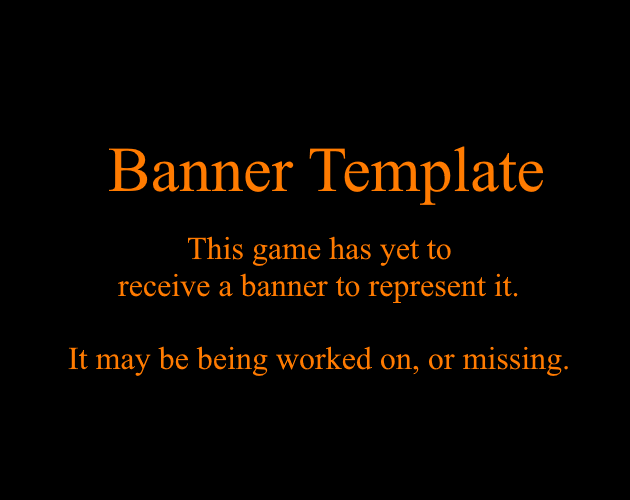 Banner Template
This game has yet to
receive a banner to represent it.
It may be being worked on, or missing.